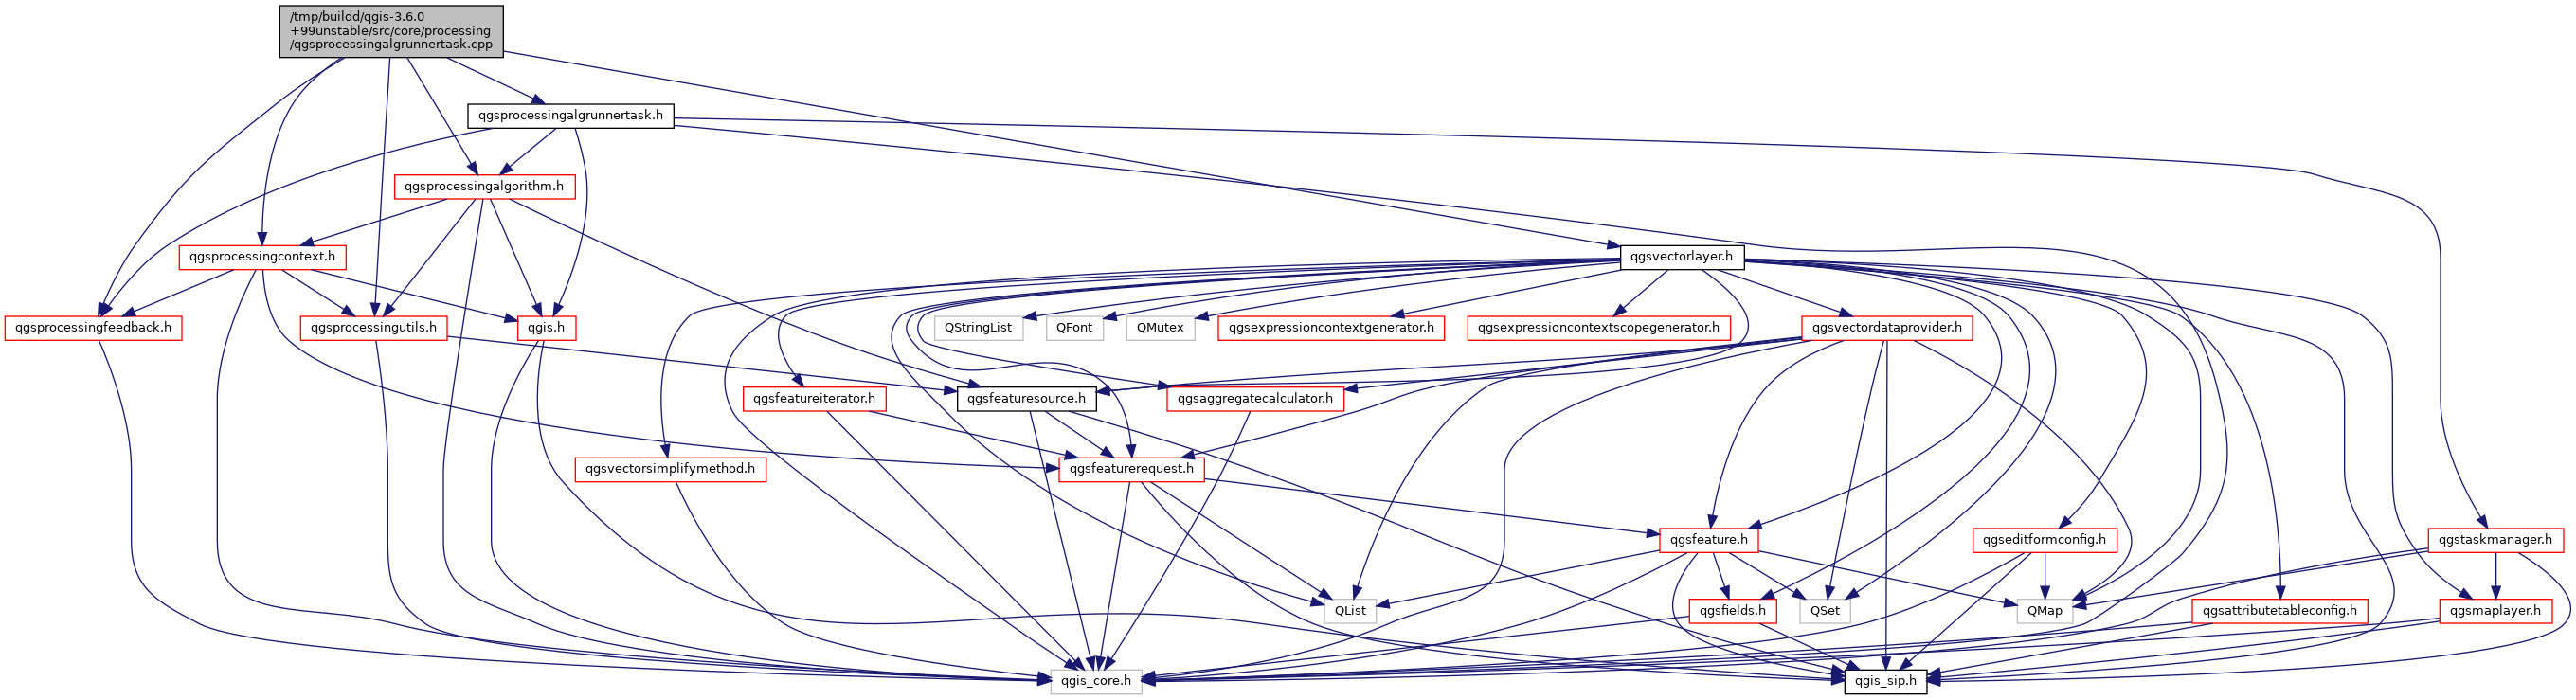 /tmp/buildd/qgis-3.6.0
+99unstable/src/core/processing
/qgsprocessingalgrunnertask.cpp
qgsprocessingalgrunnertask.h
qgsprocessingalgorithm.h
qgsprocessingcontext.h
qgsvectorlayer.h
qgsprocessingfeedback.h
qgsprocessingutils.h
qgis.h
QStringList
QFont
QMutex
qgsexpressioncontextgenerator.h
qgsexpressioncontextscopegenerator.h
qgsvectordataprovider.h
qgsfeatureiterator.h
qgsfeaturesource.h
qgsaggregatecalculator.h
qgsvectorsimplifymethod.h
qgsfeaturerequest.h
qgsfeature.h
qgseditformconfig.h
qgstaskmanager.h
QList
qgsfields.h
QSet
QMap
qgsattributetableconfig.h
qgsmaplayer.h
qgis_core.h
qgis_sip.h